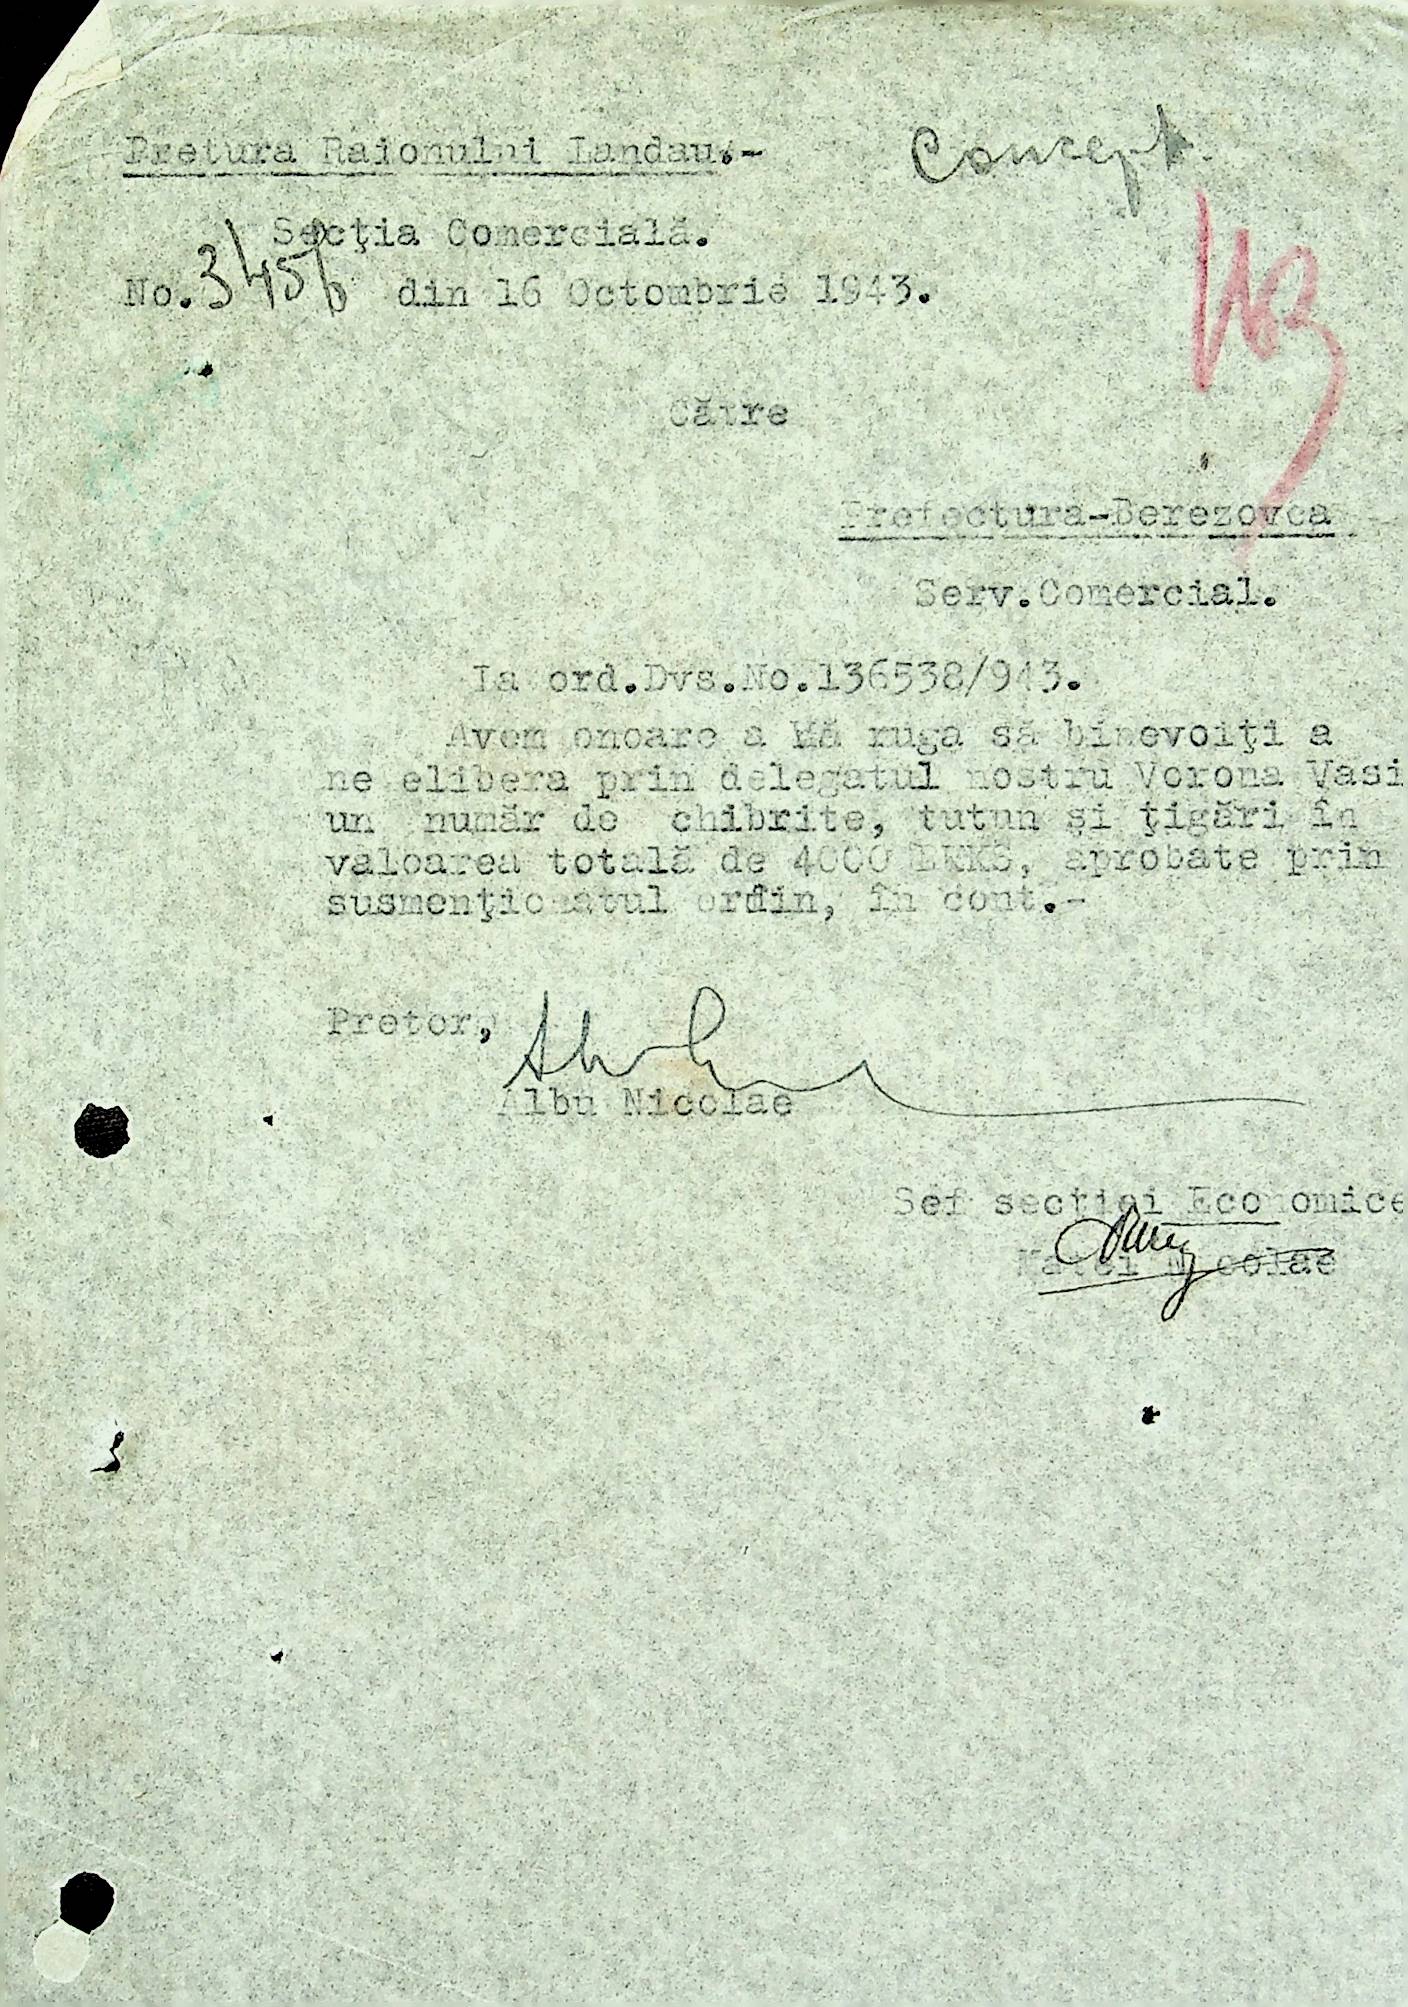 Pretura Raionului Landau.-
Concept.
Secţia Comercială.
No. 3456 din 16 Octombrie 1943.
Către
Prefectura-Berezovca
Serv.Comercial.
La ord.Dvs.No.136538/943.
Avem onoare a Vă ruga să binevoiţi a
ne elibera prin delegatul nostru Vorona Vasi
un număr de chibrite, tutun şi ţigări în
valoarea totală de 4000 RKKS, aprobate prin
susmenţionatul ordin, în cont.-
Pretor,
Albu Nicolae
Sef secţiei Economice
Matei Nicolae